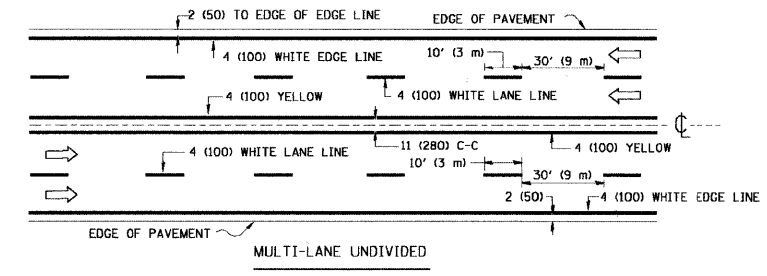 2 (50) TO EDGE OF EDGE LINE
EDGE OF PAVEMENT
4 (100) WHITE EDGE LINE
10' (3 m)
30' (9 m)
4 (100) YELLOW
4 (100) WHITE LANE LINE
℄
4 (100) WHITE LANE LINE
11 (280) C-C
4 (100) YELLOW
10' (3 m)
30' (9 m)
2 (50)
4 (100) WHITE EDGE LINE
EDGE OF PAVEMENT
MULTI-LANE UNDIVIDED